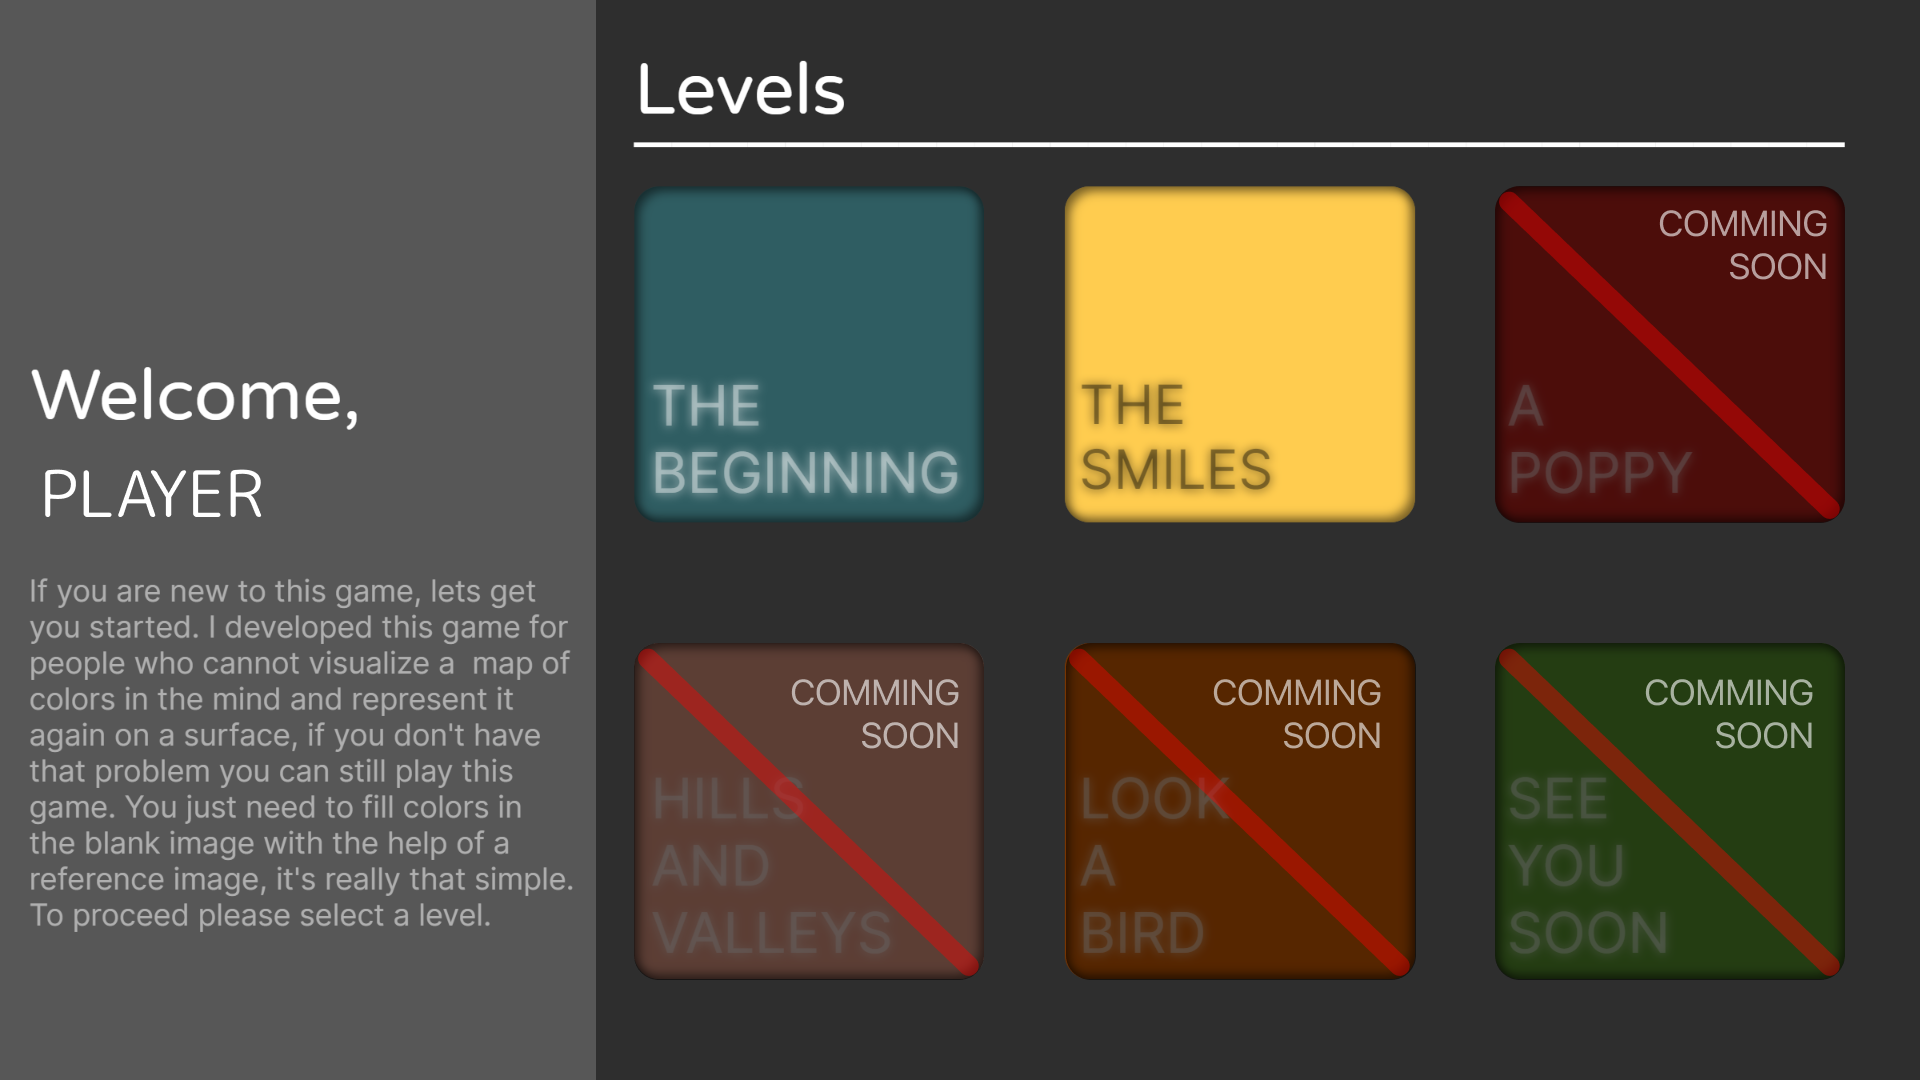 Welcome,
PLAYER
If you are new to this game, lets get
you started. I developed this game for
people who cannot visualize a  map of
colors in the mind and represent it
again on a surface, if you don't have
that problem you can still play this
game. You just need to fill colors in
the blank image with the help of a
reference image, it's really that simple.
To proceed please select a level.
Levels
THE
BEGINNING
THE
SMILES
COMMING
SOON
A
POPPY
COMMING
SOON
HILLS
AND
VALLEYS
COMMING
SOON
LOOK
A
BIRD
COMMING
SOON
SEE
YOU
SOON